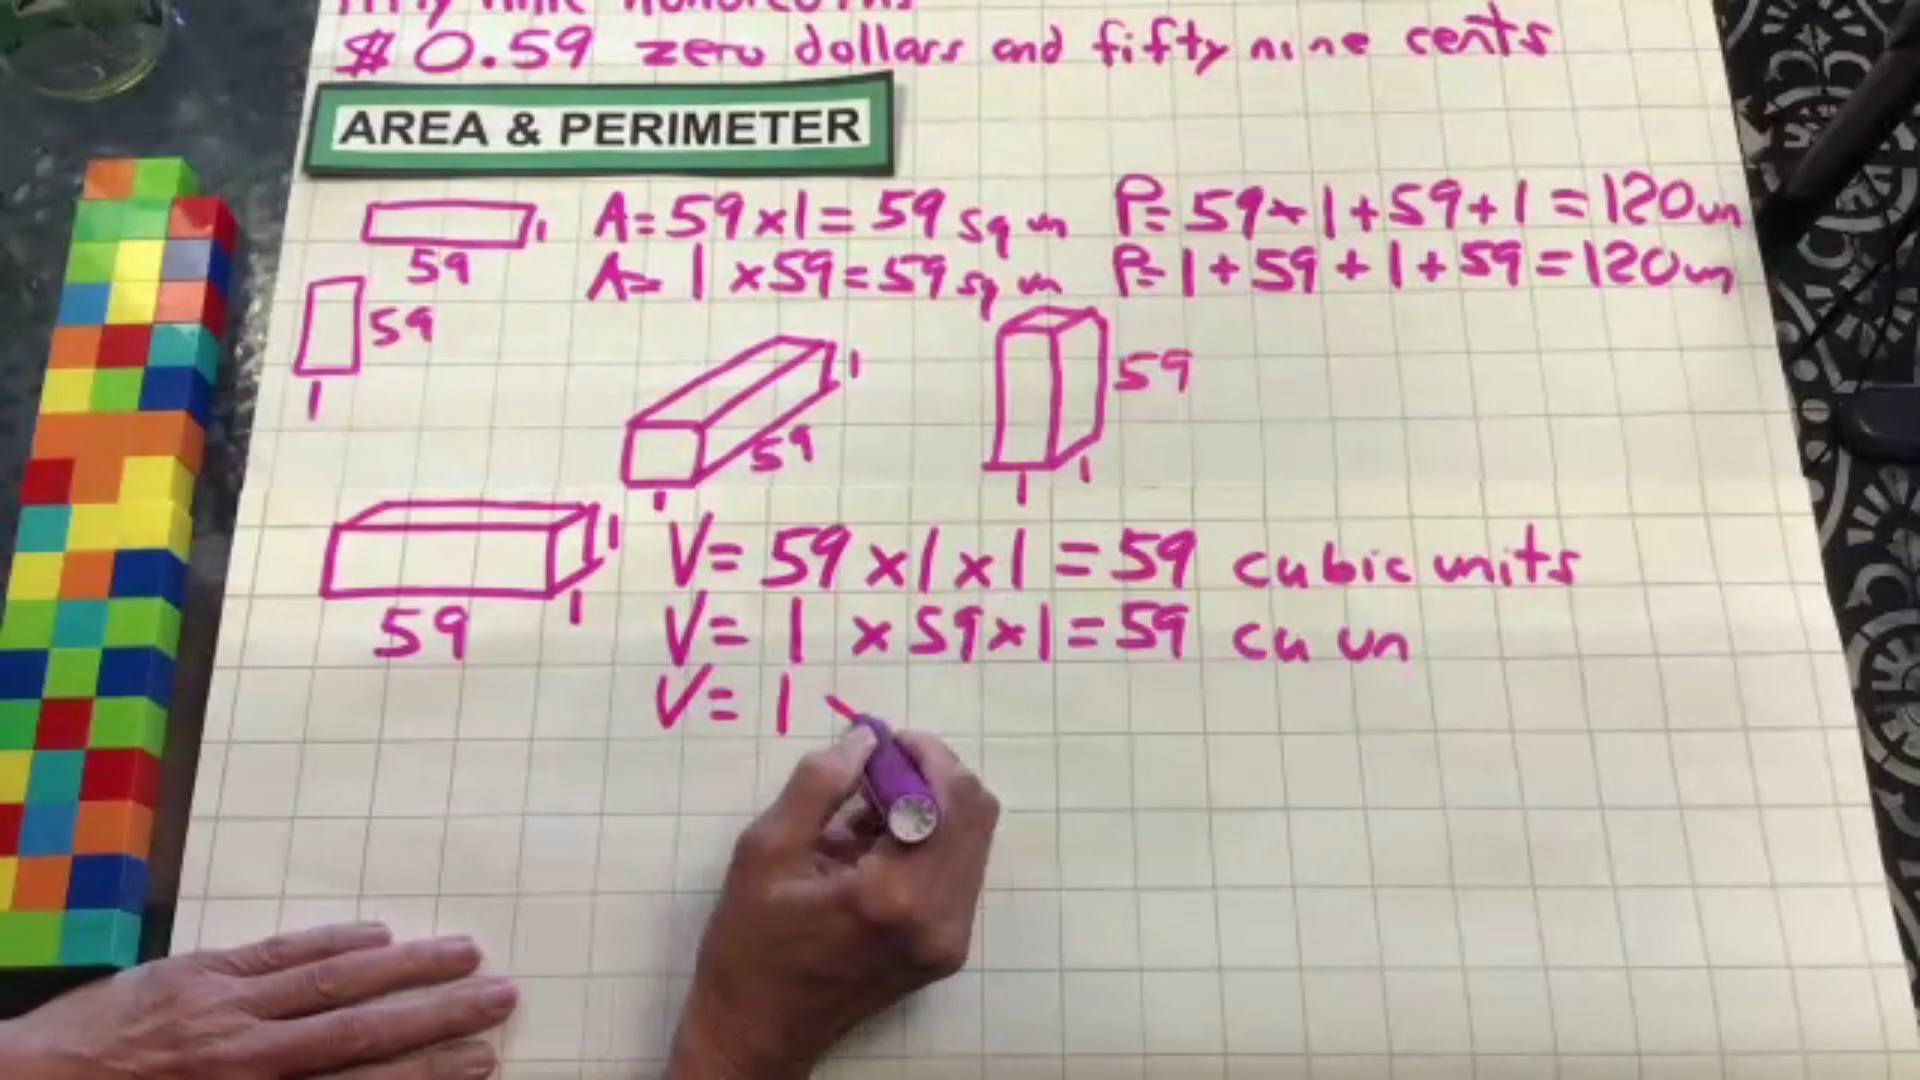 $ 0.59 zero dollars and fifty nine cents
AREA & PERIMETER
A = 59 × 1 = 59 sq un P = 59 + 1 + 59 + 1 = 120 un
1
59
A = 1 × 59 = 59 sq un P = 1 + 59 + 1 + 59 = 120 un
59
1
1
59
1
59
1
1
1
1
59
V = 59 × 1 × 1 = 59 cubic units
V = 1 × 59 × 1 = 59 cu un
V = 1